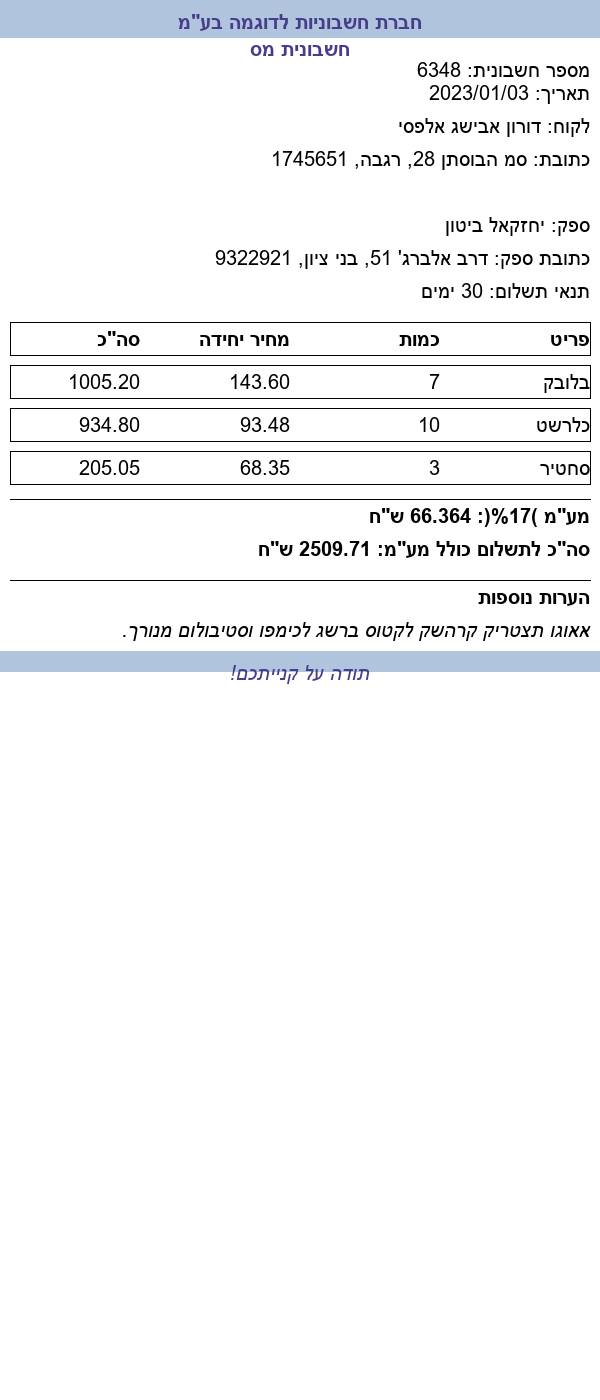 חברת חשבוניות לדוגמה בע"מ
חשבונית מס
מספר חשבונית: 6348
תאריך: 2023/01/03
לקוח: דורון אבישג אלפסי
כתובת: סמ הבוסתן 28, רגבה, 1745651
ספק: יחזקאל ביטון
כתובת ספק: דרב אלברג' 51, בני ציון, 9322921
תנאי תשלום: 30 ימים
פריט כמות מחיר יחידה סה"כ
בלובק 7 143.60 1005.20
כלרשט 10 93.48 934.80
סחטיר 3 68.35 205.05
מע"מ )17%(: 66.364 ש"ח
סה"כ לתשלום כולל מע"מ: 2509.71 ש"ח
הערות נוספות
אאוגו תצטריק קרהשק לקטוס ברשג לכימפו וסטיבולום מנורך.
תודה על קנייתכם!